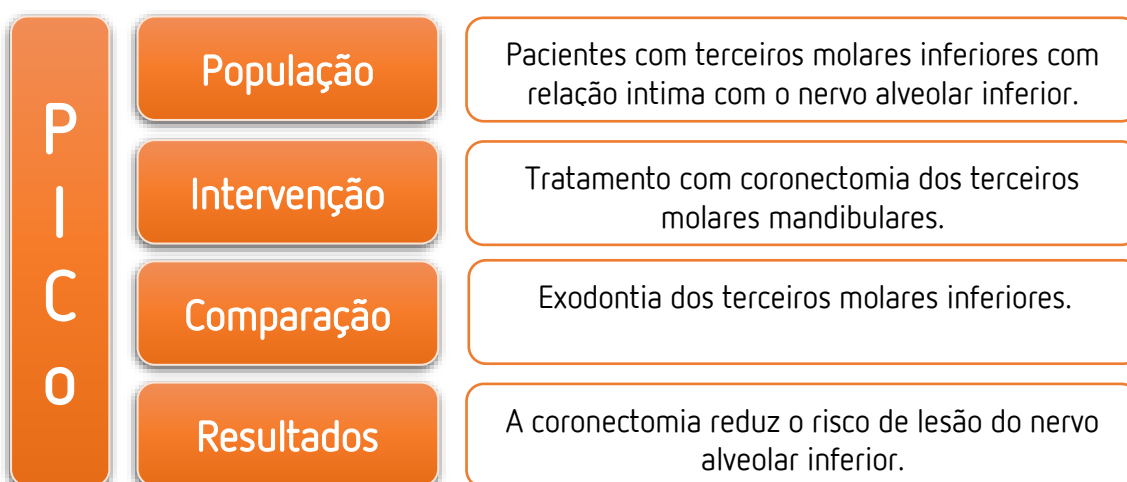 P
I
C
o
População
Pacientes com terceiros molares inferiores com
relação intima com o nervo alveolar inferior.
Intervenção
Tratamento com coronectomia dos terceiros
molares mandibulares.
Comparação
Exodontia dos terceiros molares inferiores.
Resultados
A coronectomia reduz o risco de lesão do nervo
alveolar inferior.